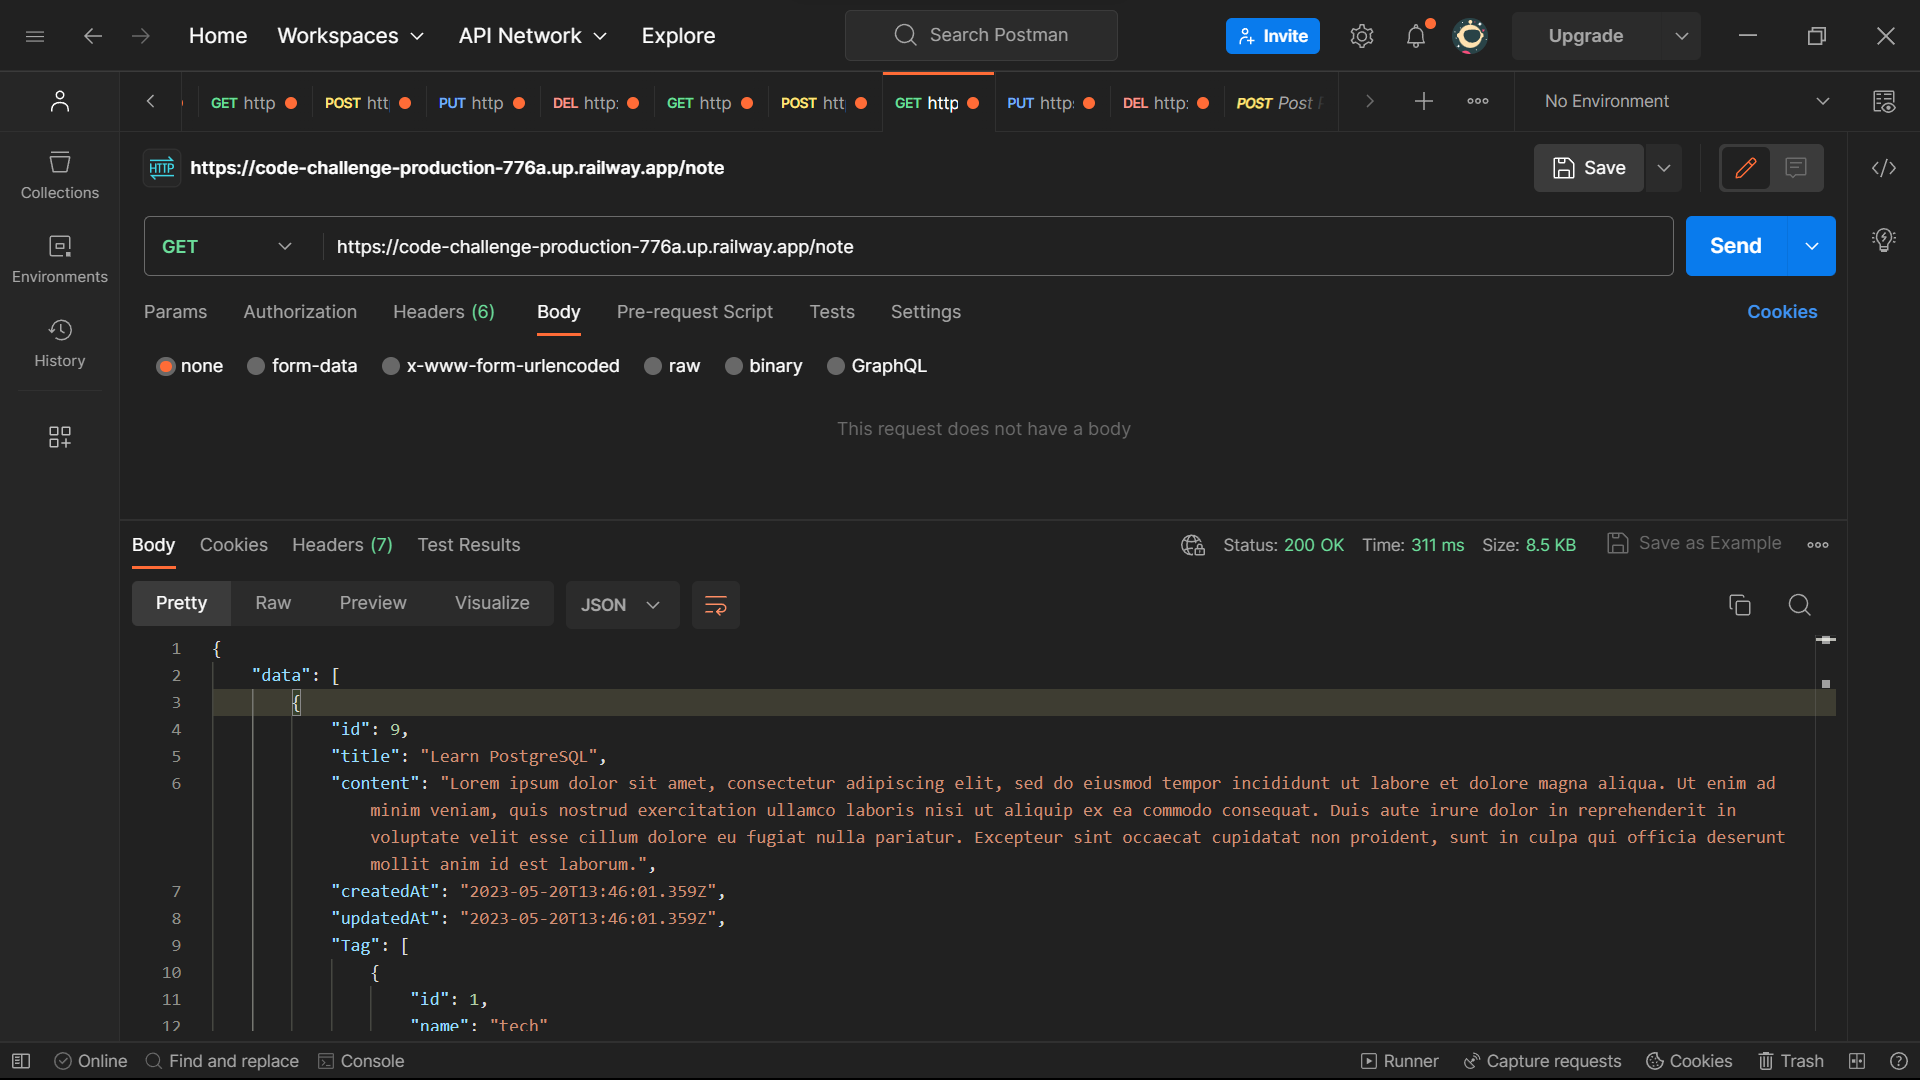 Home Workspaces API Network Explore Search Postman Invite Upgrade
GET http POST htt PUT http DEL http: GET http POST htt GET http PUT http: DEL http: POST Post No Environment
HTTP https://code-challenge-production-776a.up.railway.app/note Save
Collections
GET https://code-challenge-production-776a.up.railway.app/note Send
Environments
Params Authorization Headers (6) Body Pre-request Script Tests Settings Cookies
History
none form-data x-www-form-urlencoded raw binary GraphQL
This request does not have a body
Body Cookies Headers (7) Test Results Status: 200 OK Time: 311 ms Size: 8.5 KB Save as Example
Pretty Raw Preview Visualize JSON
1 {
2 "data": [
3 {
4 "id": 9,
5 "title": "Learn PostgreSQL",
6 "content": "Lorem ipsum dolor sit amet, consectetur adipiscing elit, sed do eiusmod tempor incididunt ut labore et dolore magna aliqua. Ut enim ad
minim veniam, quis nostrud exercitation ullamco laboris nisi ut aliquip ex ea commodo consequat. Duis aute irure dolor in reprehenderit in
voluptate velit esse cillum dolore eu fugiat nulla pariatur. Excepteur sint occaecat cupidatat non proident, sunt in culpa qui officia deserunt
mollit anim id est laborum.",
7 "createdAt": "2023-05-20T13:46:01.359Z",
8 "updatedAt": "2023-05-20T13:46:01.359Z",
9 "Tag": [
10 {
11 "id": 1,
12 "name": "tech"
Online Find and replace Console Runner Capture requests Cookies Trash